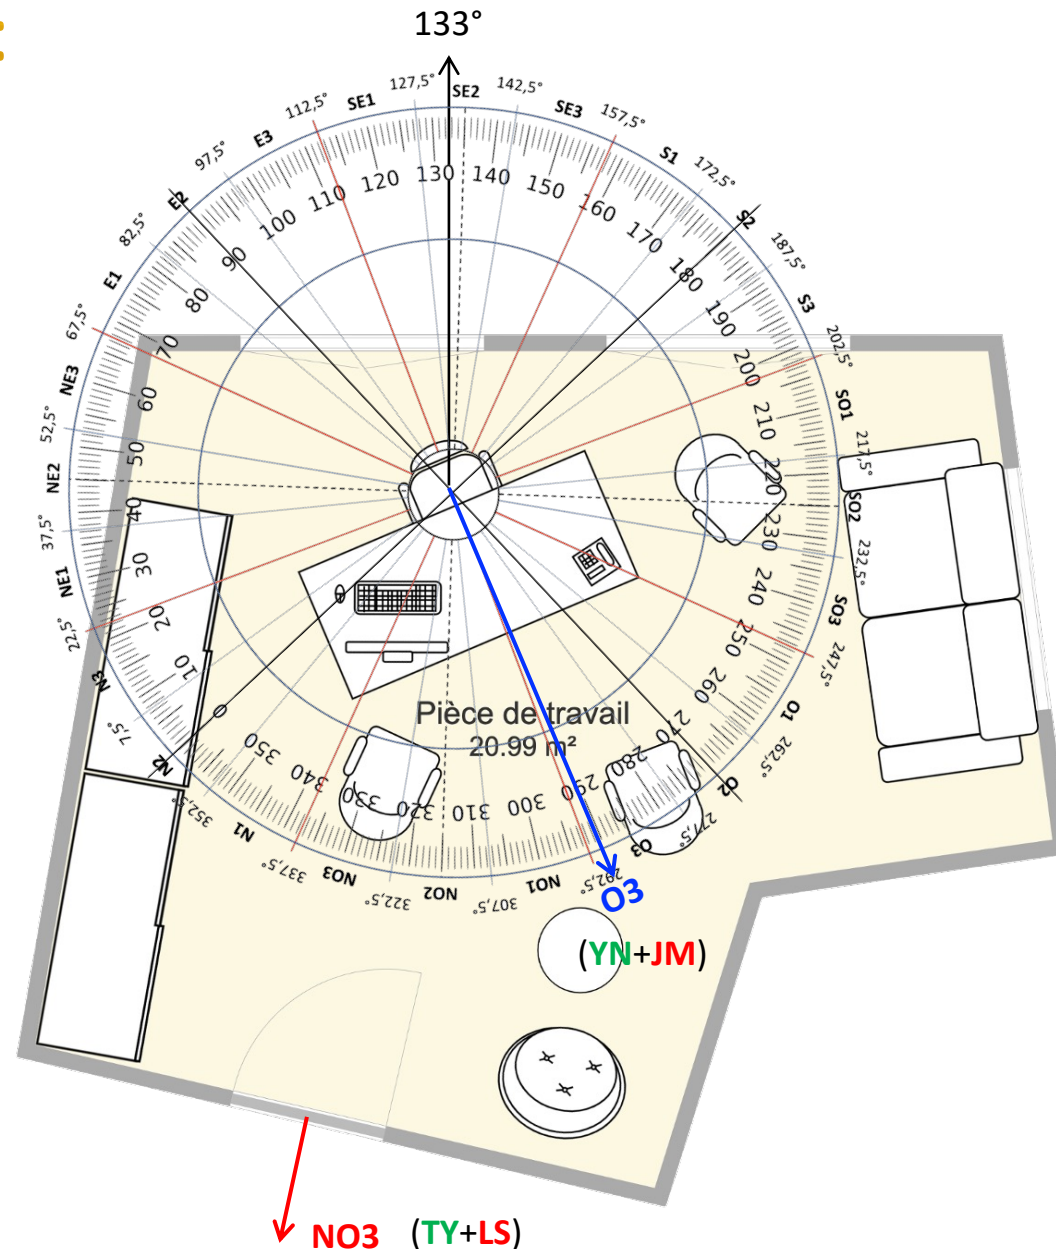 133°
127,5°
SE2
142,5°
SE1
SE3
112,5°
157,5°
E3
S1
97,5°
172,5°
E2
S2
82,5°
187,5°
E1
S3
67,5°
202,5°
NE3
SO1
52,5°
217,5°
NE2
SO2
37,5°
232,5°
NE1
SO3
22,5°
247,5°
N3
O1
7,5°
262,5°
N2
O2
352,5°
277,5°
N1
O3
337,5°
292,5°
NO3
NO1
322,5°
NO2
307,5°
10
20
30
40
50
60
70
80
90
100
110
120
130
140
150
160
170
180
190
200
210
220
230
240
250
260
270
280
290
300
310
320
330
340
350
Pièce de travail
20.99 m²
O3
(YN+JM)
NO3 (TY+LS)